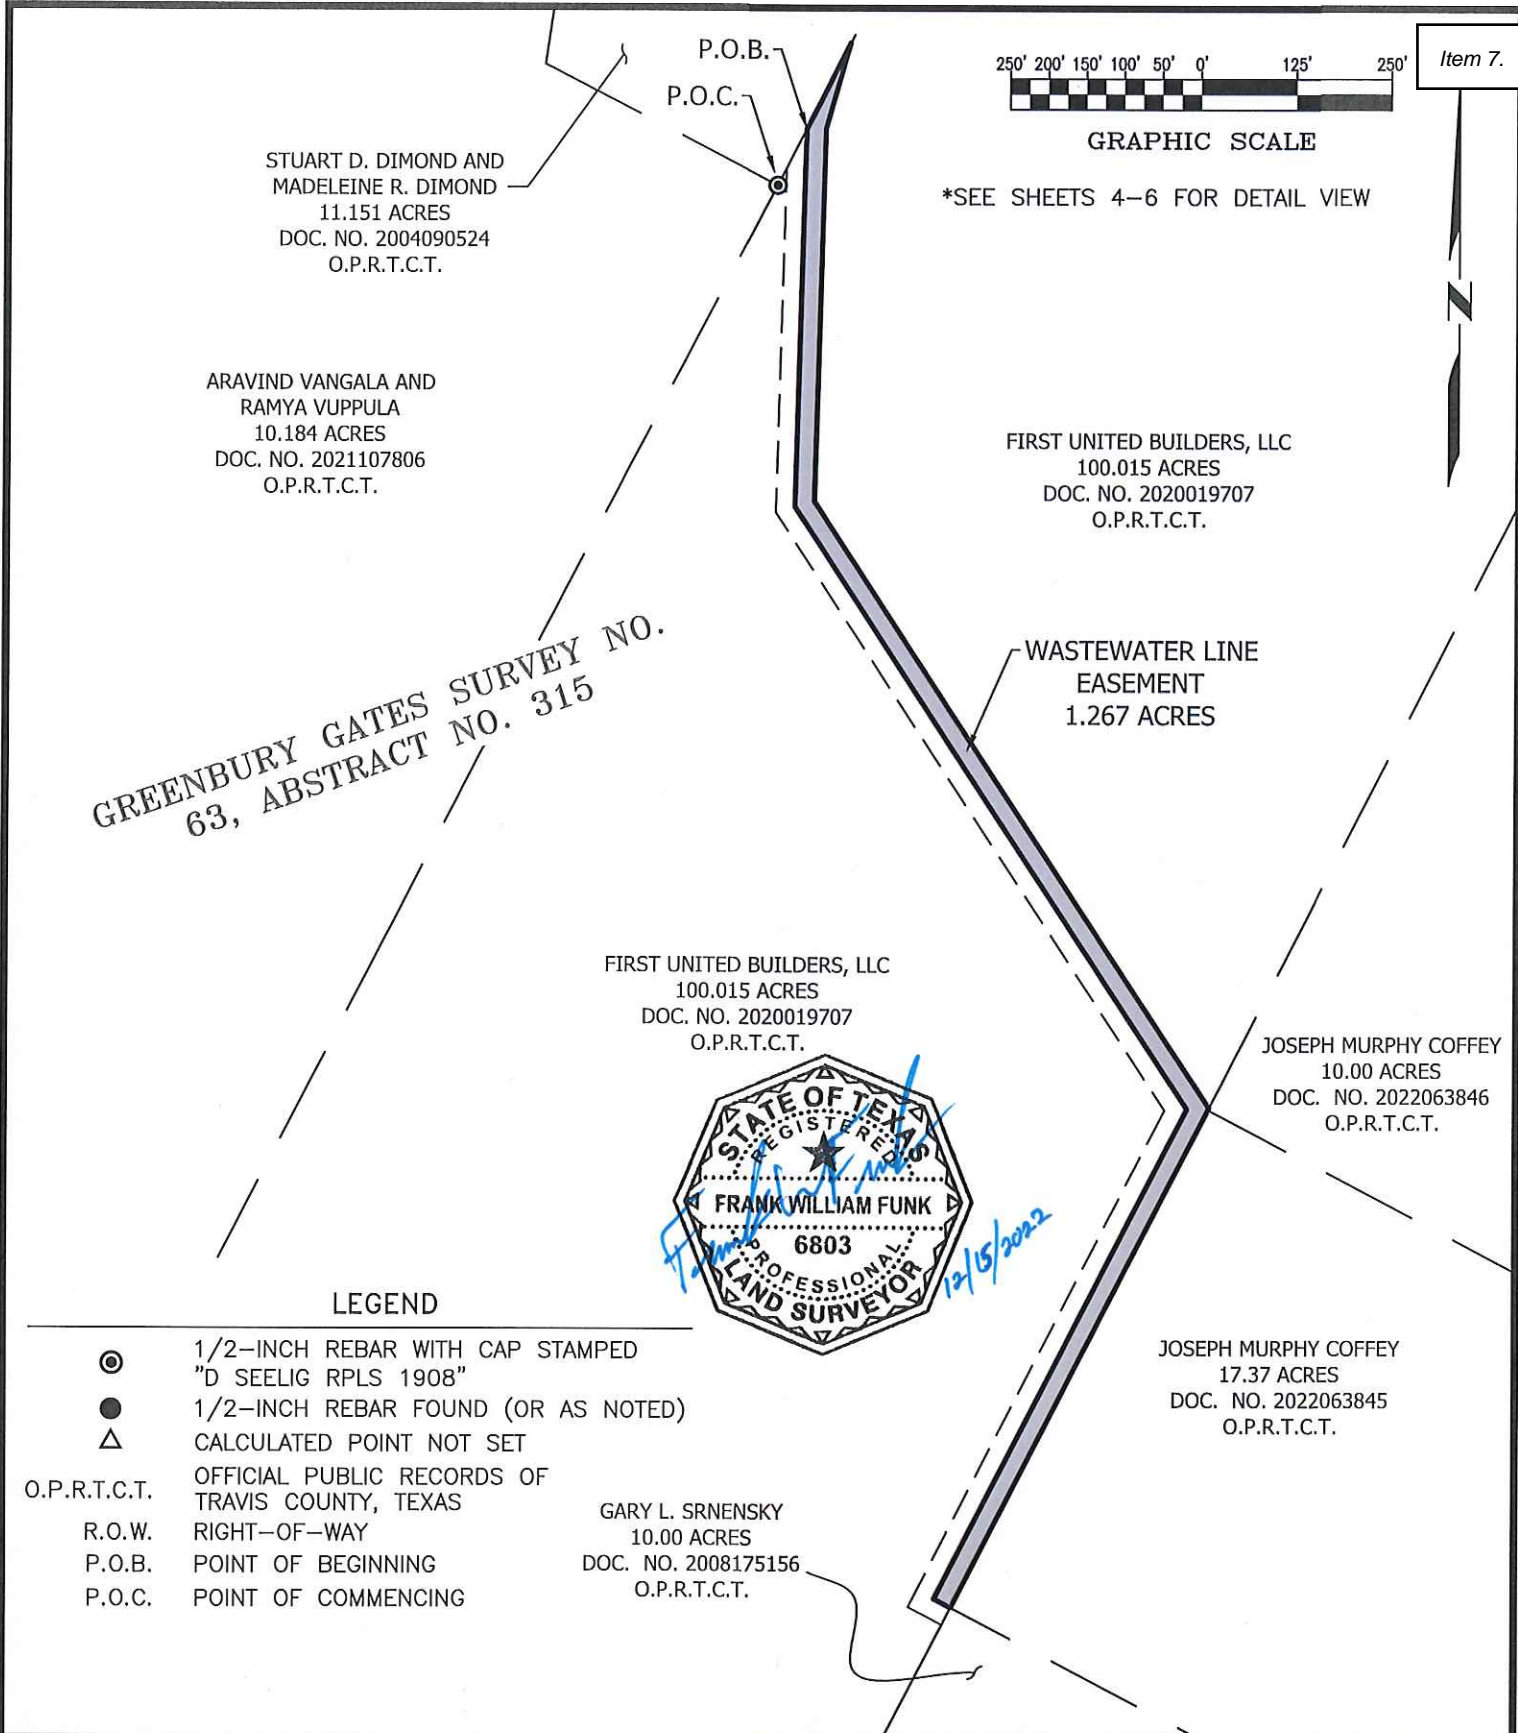 Item 7.
P.O.B.
P.O.C.
250' 200' 150' 100' 50' 0' 125' 250'
GRAPHIC SCALE
*SEE SHEETS 4-6 FOR DETAIL VIEW
STUART D. DIMOND AND
MADELEINE R. DIMOND
11.151 ACRES
DOC. NO. 2004090524
O.P.R.T.C.T.
N
ARAVIND VANGALA AND
RAMYA VUPPULA
10.184 ACRES
DOC. NO. 2021107806
O.P.R.T.C.T.
FIRST UNITED BUILDERS, LLC
100.015 ACRES
DOC. NO. 2020019707
O.P.R.T.C.T.
GREENBURY GATES SURVEY NO.
63, ABSTRACT NO. 315
WASTEWATER LINE
EASEMENT
1.267 ACRES
FIRST UNITED BUILDERS, LLC
100.015 ACRES
DOC. NO. 2020019707
O.P.R.T.C.T.
JOSEPH MURPHY COFFEY
10.00 ACRES
DOC. NO. 2022063846
O.P.R.T.C.T.
STATE OF TEXAS
REGISTERED
FRANK WILLIAM FUNK
6803
PROFESSIONAL
LAND SURVEYOR
12/15/2022
JOSEPH MURPHY COFFEY
17.37 ACRES
DOC. NO. 2022063845
O.P.R.T.C.T.
LEGEND
1/2-INCH REBAR WITH CAP STAMPED
"D SEELIG RPLS 1908"
1/2-INCH REBAR FOUND (OR AS NOTED)
CALCULATED POINT NOT SET
O.P.R.T.C.T. OFFICIAL PUBLIC RECORDS OF
TRAVIS COUNTY, TEXAS
R.O.W. RIGHT-OF-WAY
P.O.B. POINT OF BEGINNING
P.O.C. POINT OF COMMENCING
GARY L. SRNENSKY
10.00 ACRES
DOC. NO. 2008175156
O.P.R.T.C.T.